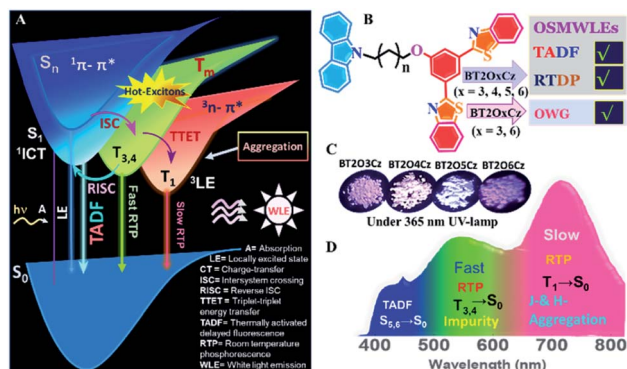 A
Sn ¹π- π*
Tm
Hot-Excitons
³n- π*
ISC
TTET
S1
¹ICT
T3,4
T1
³LE
Aggregation
RISC
hν
A
LE
TADF
Fast RTP
Slow RTP
WLE
S0
A= Absorption
LE= Locally excited state
CT= Charge-transfer
ISC= Intersystem crossing
RISC= Reverse ISC
TTET= Triplet-triplet
energy transfer
TADF= Thermally activated
delayed fluorescence
RTP= Room temperature
phosphorescence
WLE= White light emission
B
N
O
n
N
S
N
S
BT2OxCz
(x = 3, 4, 5, 6)
BT2OxCz
(x = 3, 6)
OSMWLEs
TADF √
RTDP √
OWG √
C
BT2O3Cz BT2O4Cz BT2O5Cz BT2O6Cz
Under 365 nm UV-lamp
D
TADF
S5,6→S0
Fast
RTP
T3,4→S0
Impurity
Slow
RTP
T1→S0
J-& H-
Aggregation
400 500 600 700 800
Wavelength (nm)